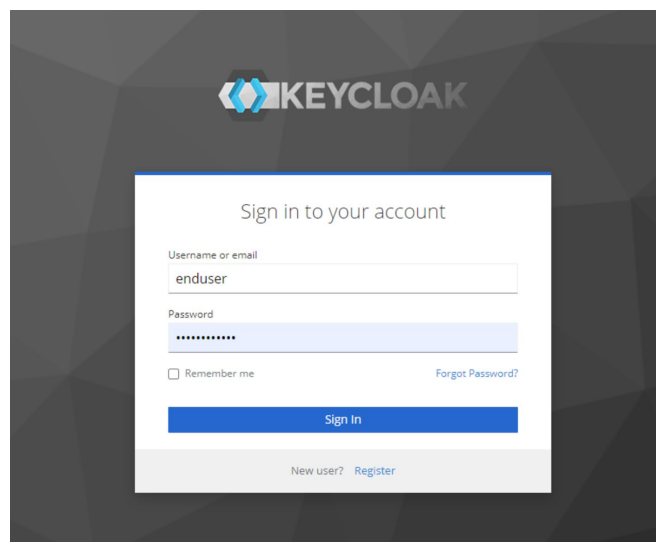 KEYCLOAK
Sign in to your account
Username or email
enduser
Password
••••••••••••
Remember me Forgot Password?
Sign In
New user? Register